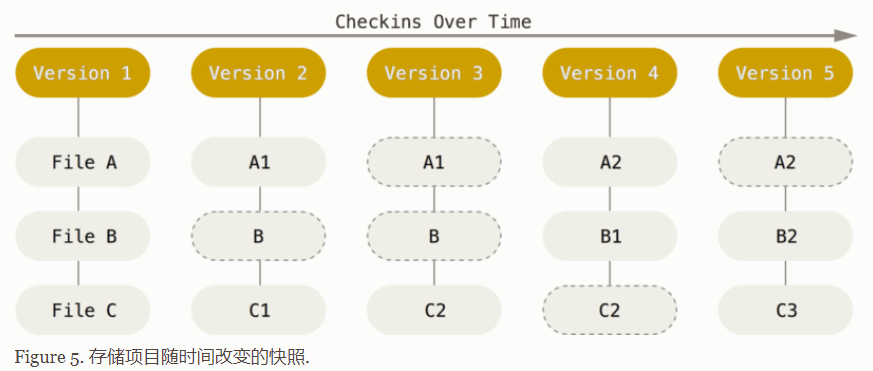 Checkins Over Time
Version 1 Version 2 Version 3 Version 4 Version 5
File A A1 A1 A2 A2
File B B B B1 B2
File C C1 C2 C2 C3
Figure 5. 存储项目随时间改变的快照.